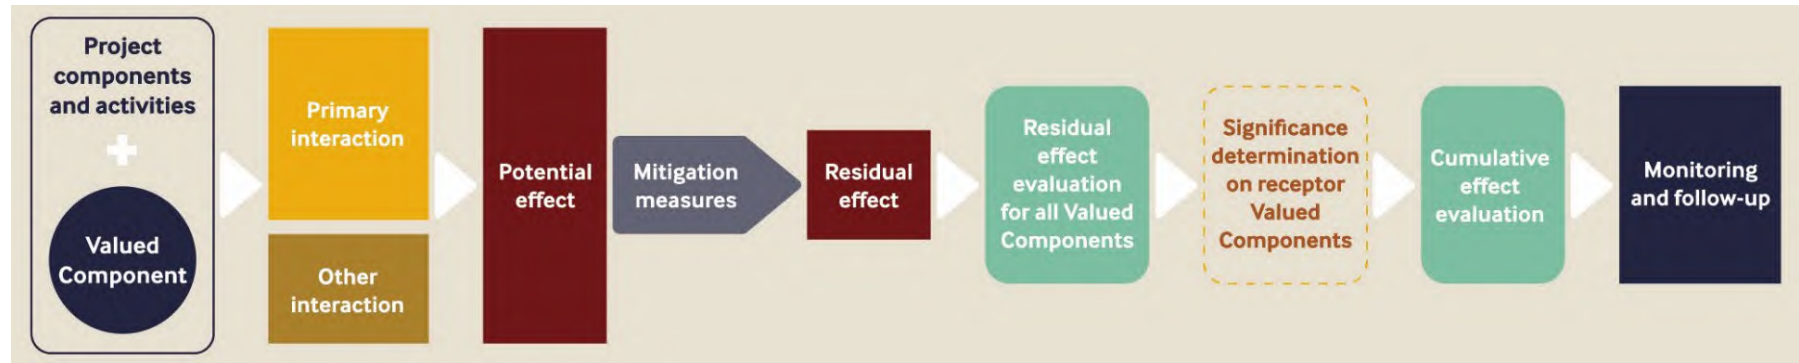 Project
components
and activities
+
Valued
Component
Primary
interaction
Other
interaction
Potential
effect
Mitigation
measures
Residual
effect
Residual
effect
evaluation
for all Valued
Components
Significance
determination
on receptor
Valued
Components
Cumulative
effect
evaluation
Monitoring
and follow-up